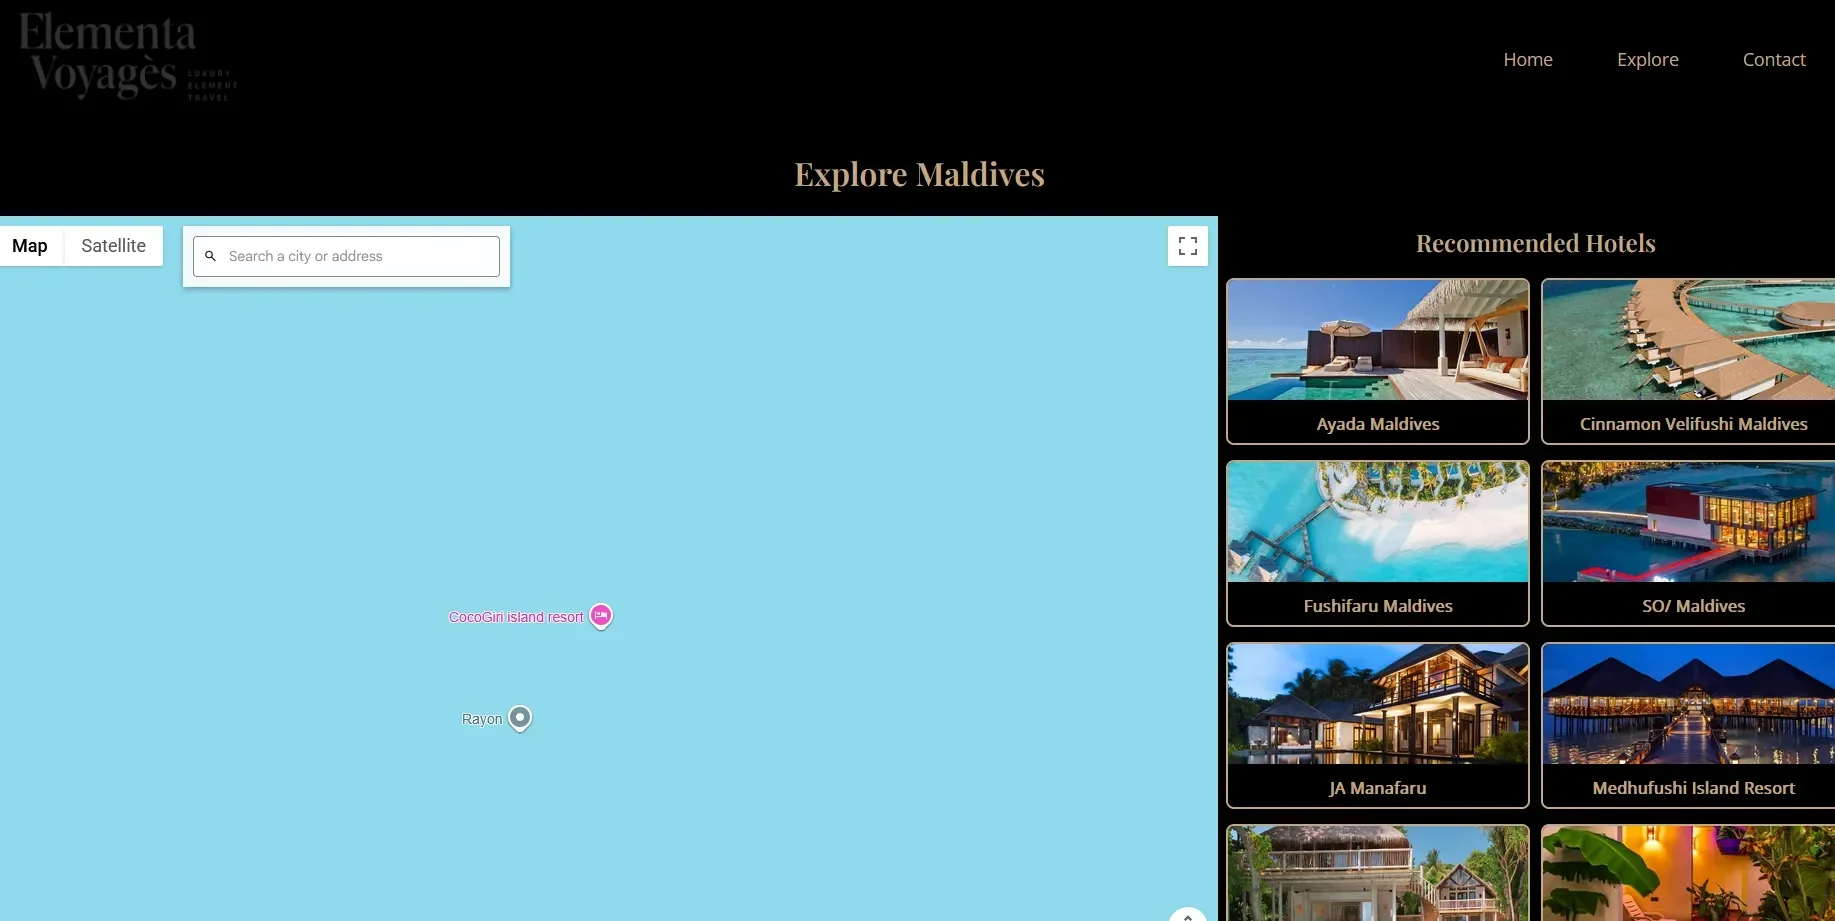 Elementa
Voyagès
LUXURY
ELEMENT
TRAVEL
Home
Explore
Contact
Explore Maldives
Map
Satellite
Search a city or address
CocoGiri island resort
Rayon
Recommended Hotels
Ayada Maldives
Cinnamon Velifushi Maldives
Fushifaru Maldives
SO/ Maldives
JA Manafaru
Medhufushi Island Resort